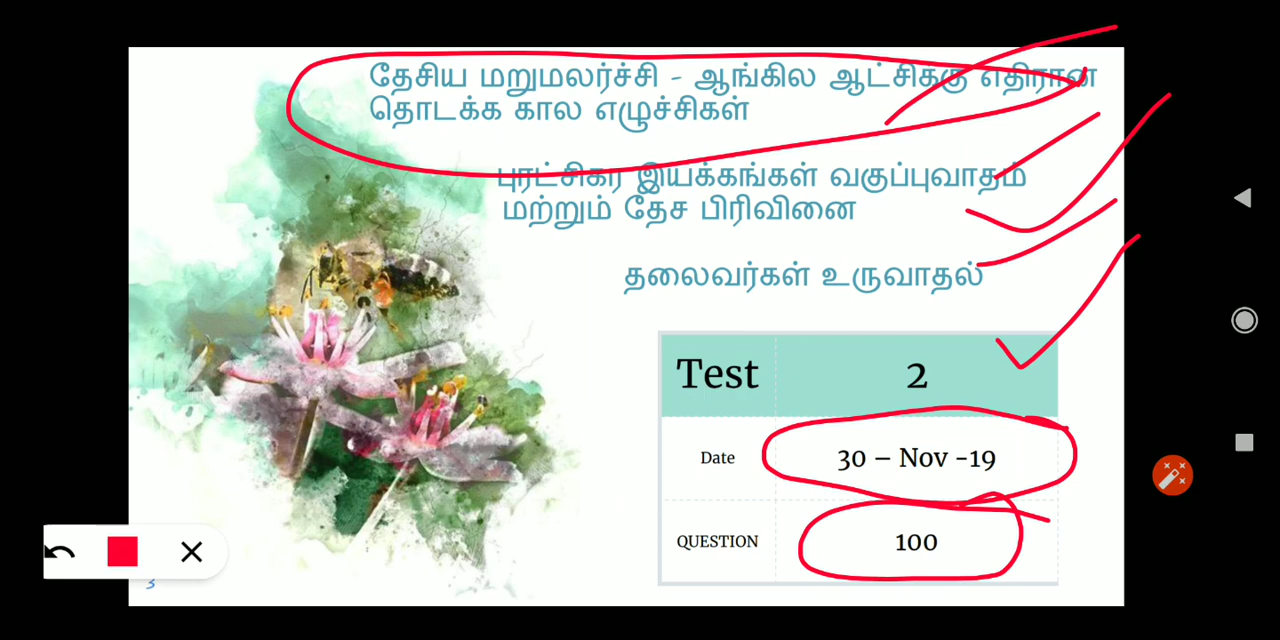 தேசிய மறுமலர்ச்சி - ஆங்கில ஆட்சிக்கு எதிரான
தொடக்க கால எழுச்சிகள்
புரட்சிகர இயக்கங்கள் வகுப்புவாதம்
மற்றும் தேச பிரிவினை
தலைவர்கள் உருவாதல்
Test 2
Date 30 – Nov -19
QUESTION 100
3